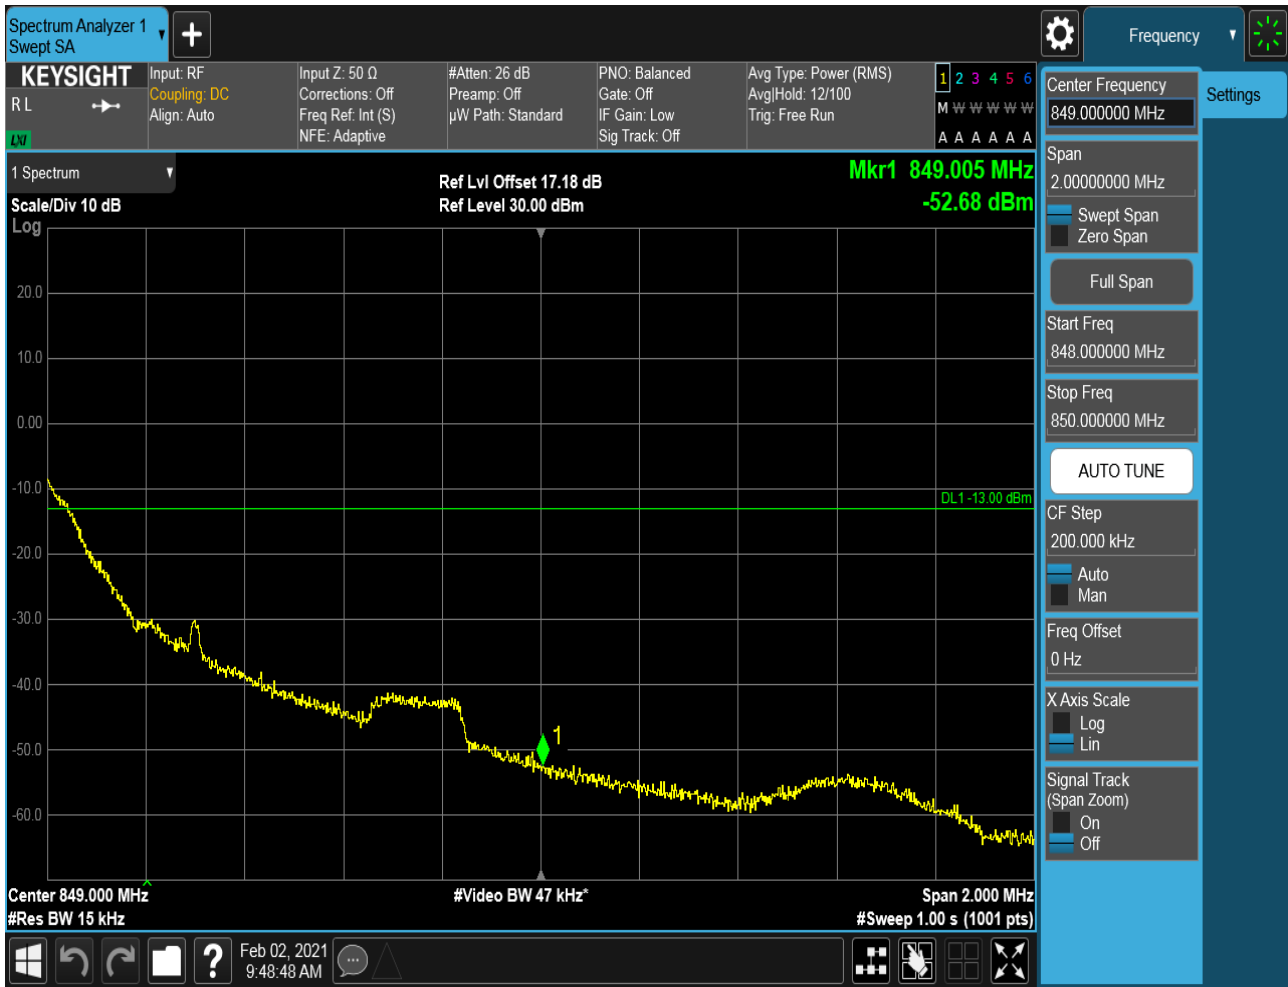 Spectrum Analyzer 1
Swept SA
Frequency
KEYSIGHT
R L
LXI
Input: RF
Coupling: DC
Align: Auto
Input Z: 50 Ω
Corrections: Off
Freq Ref: Int (S)
NFE: Adaptive
#Atten: 26 dB
Preamp: Off
µW Path: Standard
PNO: Balanced
Gate: Off
IF Gain: Low
Sig Track: Off
Avg Type: Power (RMS)
Avg|Hold: 12/100
Trig: Free Run
1 2 3 4 5 6
M W W W W W
A A A A A A
1 Spectrum
Scale/Div 10 dB
Ref Lvl Offset 17.18 dB
Ref Level 30.00 dBm
Mkr1 849.005 MHz
-52.68 dBm
Log
20.0
10.0
0.00
-10.0
-20.0
-30.0
-40.0
-50.0
-60.0
DL1 -13.00 dBm
1
Center 849.000 MHz
#Res BW 15 kHz
#Video BW 47 kHz*
Span 2.000 MHz
#Sweep 1.00 s (1001 pts)
Center Frequency
849.000000 MHz
Settings
Span
2.00000000 MHz
Swept Span
Zero Span
Full Span
Start Freq
848.000000 MHz
Stop Freq
850.000000 MHz
AUTO TUNE
CF Step
200.000 kHz
Auto
Man
Freq Offset
0 Hz
X Axis Scale
Log
Lin
Signal Track
(Span Zoom)
On
Off
?
Feb 02, 2021
9:48:48 AM